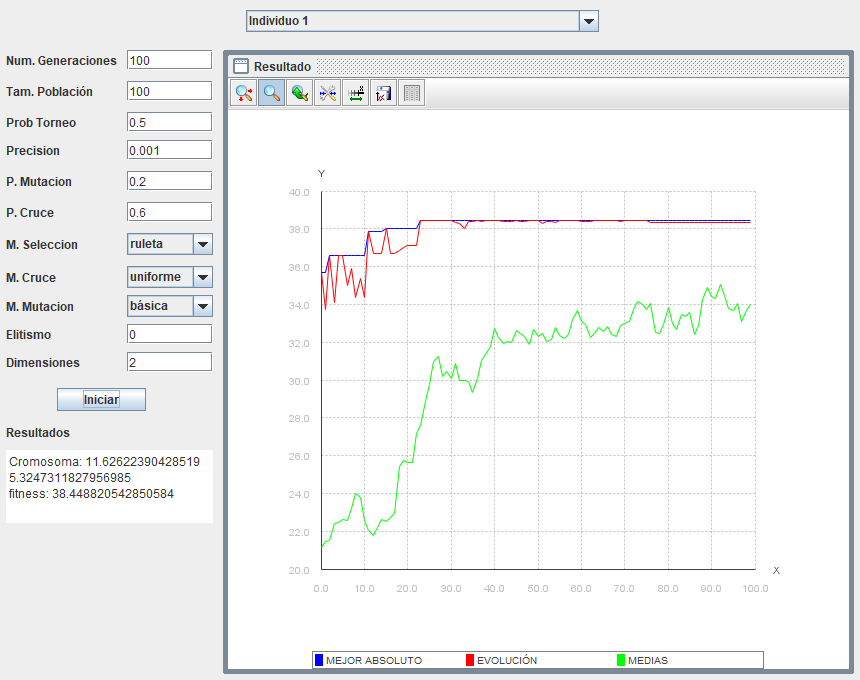 Individuo 1
Num. Generaciones 100
Tam. Población 100
Prob Torneo 0.5
Precision 0.001
P. Mutacion 0.2
P. Cruce 0.6
M. Seleccion ruleta
M. Cruce uniforme
M. Mutacion básica
Elitismo 0
Dimensiones 2
Iniciar
Resultados
Cromosoma: 11.62622390428519
5.3247311827956985
fitness: 38.448820542850584
Resultado
Y
40.0
38.0
36.0
34.0
32.0
30.0
28.0
26.0
24.0
22.0
20.0
X
0.0 10.0 20.0 30.0 40.0 50.0 60.0 70.0 80.0 90.0 100.0
MEJOR ABSOLUTO EVOLUCIÓN MEDIAS